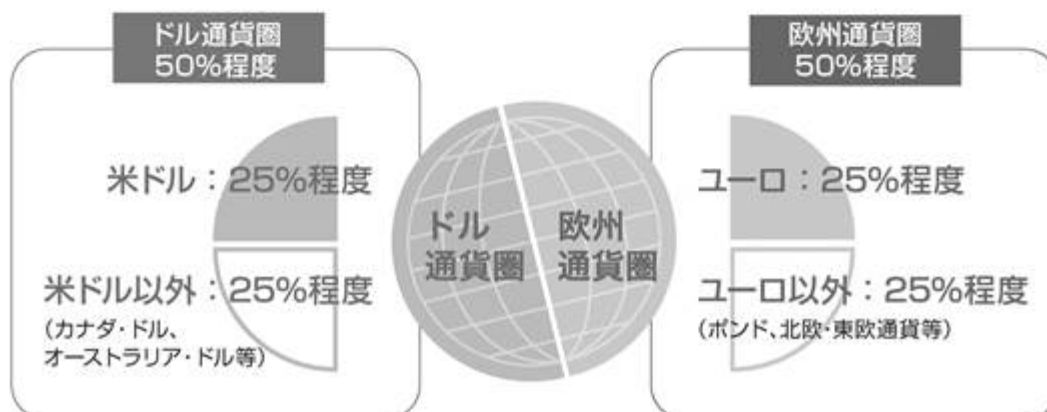 ドル通貨圏
50%程度
米ドル：25%程度
米ドル以外：25%程度
(カナダ・ドル、
オーストラリア・ドル等)
ドル
通貨圏
欧州
通貨圏
欧州通貨圏
50%程度
ユーロ：25%程度
ユーロ以外：25%程度
(ポンド、北欧・東欧通貨等)